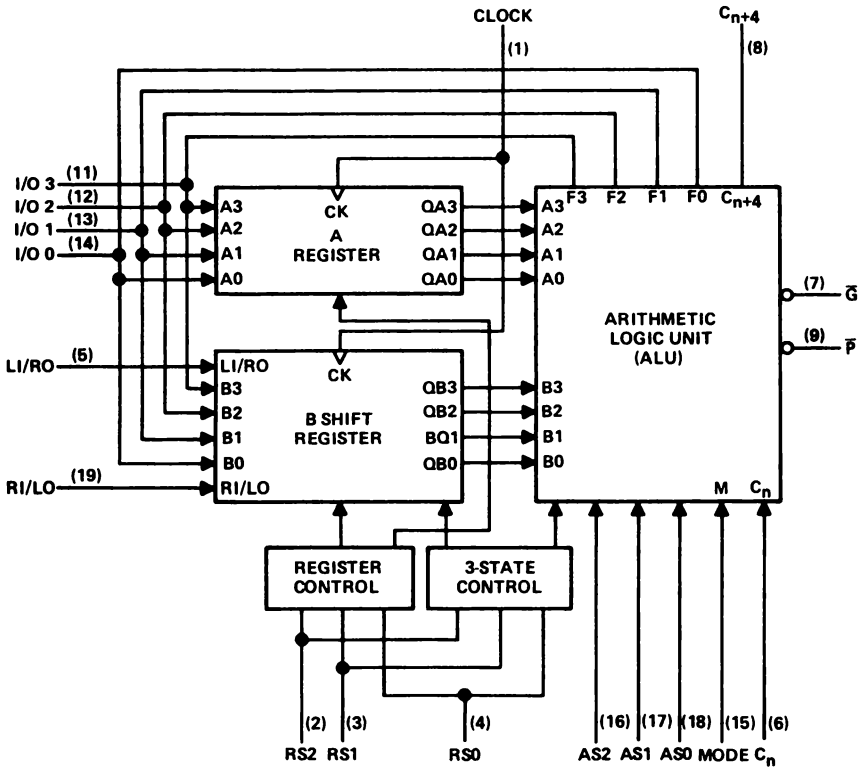 CLOCK
(1)
Cn+4
(8)
I/O 3 (11)
I/O 2 (12)
I/O 1 (13)
I/O 0 (14)
CK
A
REGISTER
A3
A2
A1
A0
QA3
QA2
QA1
QA0
F3 F2 F1 F0 Cn+4
A3
A2
A1
A0
ARITHMETIC
LOGIC UNIT
(ALU)
(7) G̅
(9) P̅
LI/RO (5)
LI/RO
CK
B3
B2
B1
B0
B SHIFT
REGISTER
QB3
QB2
BQ1
QB0
B3
B2
B1
B0
RI/LO (19)
RI/LO
M Cn
REGISTER
CONTROL
3-STATE
CONTROL
(2) (3) (4) (16) (17) (18) (15) (6)
RS2 RS1 RS0 AS2 AS1 AS0 MODE Cn